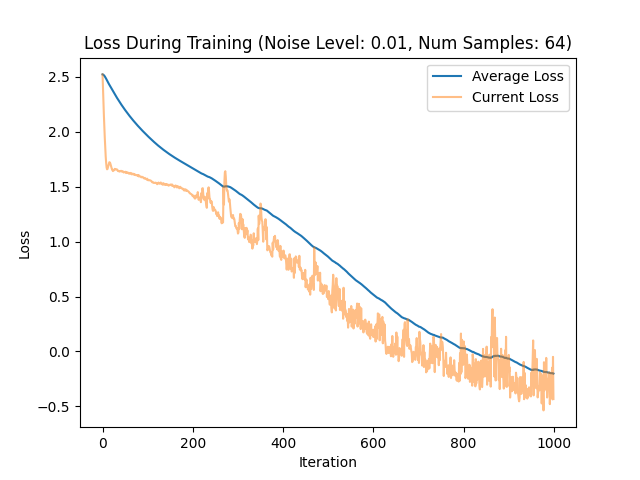 Loss During Training (Noise Level: 0.01, Num Samples: 64)
Average Loss
Current Loss
2.5
2.0
1.5
1.0
0.5
0.0
−0.5
Loss
0
200
400
600
800
1000
Iteration